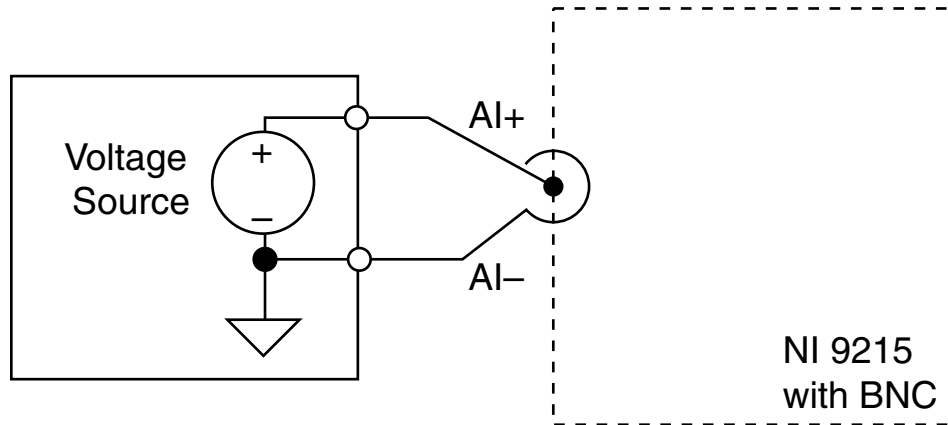 Voltage
Source
+
–
AI+
AI–
NI 9215
with BNC